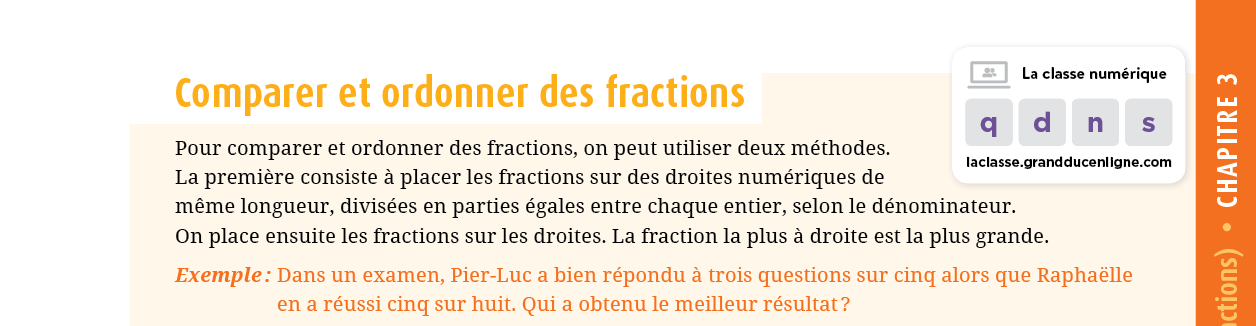 Comparer et ordonner des fractions
La classe numérique
q d n s
laclasse.grandducenligne.com
Pour comparer et ordonner des fractions, on peut utiliser deux méthodes.
La première consiste à placer les fractions sur des droites numériques de
même longueur, divisées en parties égales entre chaque entier, selon le dénominateur.
On place ensuite les fractions sur les droites. La fraction la plus à droite est la plus grande.
Exemple : Dans un examen, Pier-Luc a bien répondu à trois questions sur cinq alors que Raphaëlle
en a réussi cinq sur huit. Qui a obtenu le meilleur résultat ?
ctions) • CHAPITRE 3